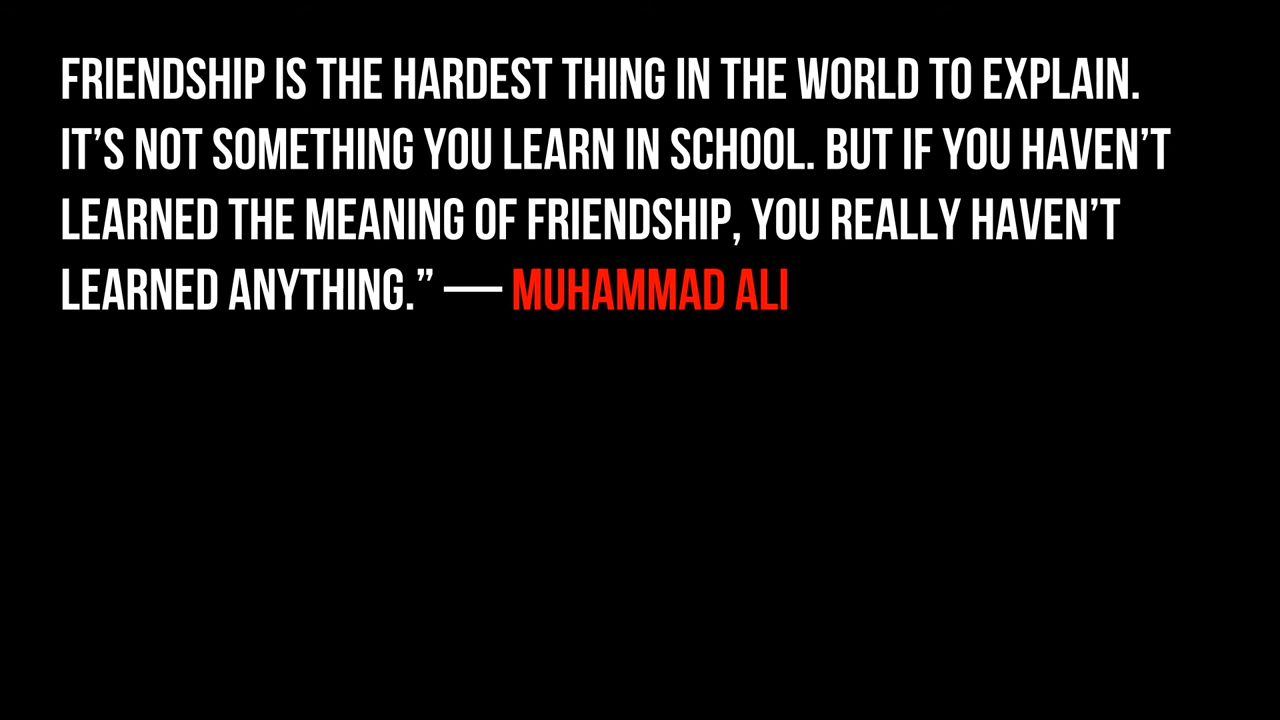 FRIENDSHIP IS THE HARDEST THING IN THE WORLD TO EXPLAIN.
IT’S NOT SOMETHING YOU LEARN IN SCHOOL. BUT IF YOU HAVEN’T
LEARNED THE MEANING OF FRIENDSHIP, YOU REALLY HAVEN’T
LEARNED ANYTHING.” — MUHAMMAD ALI